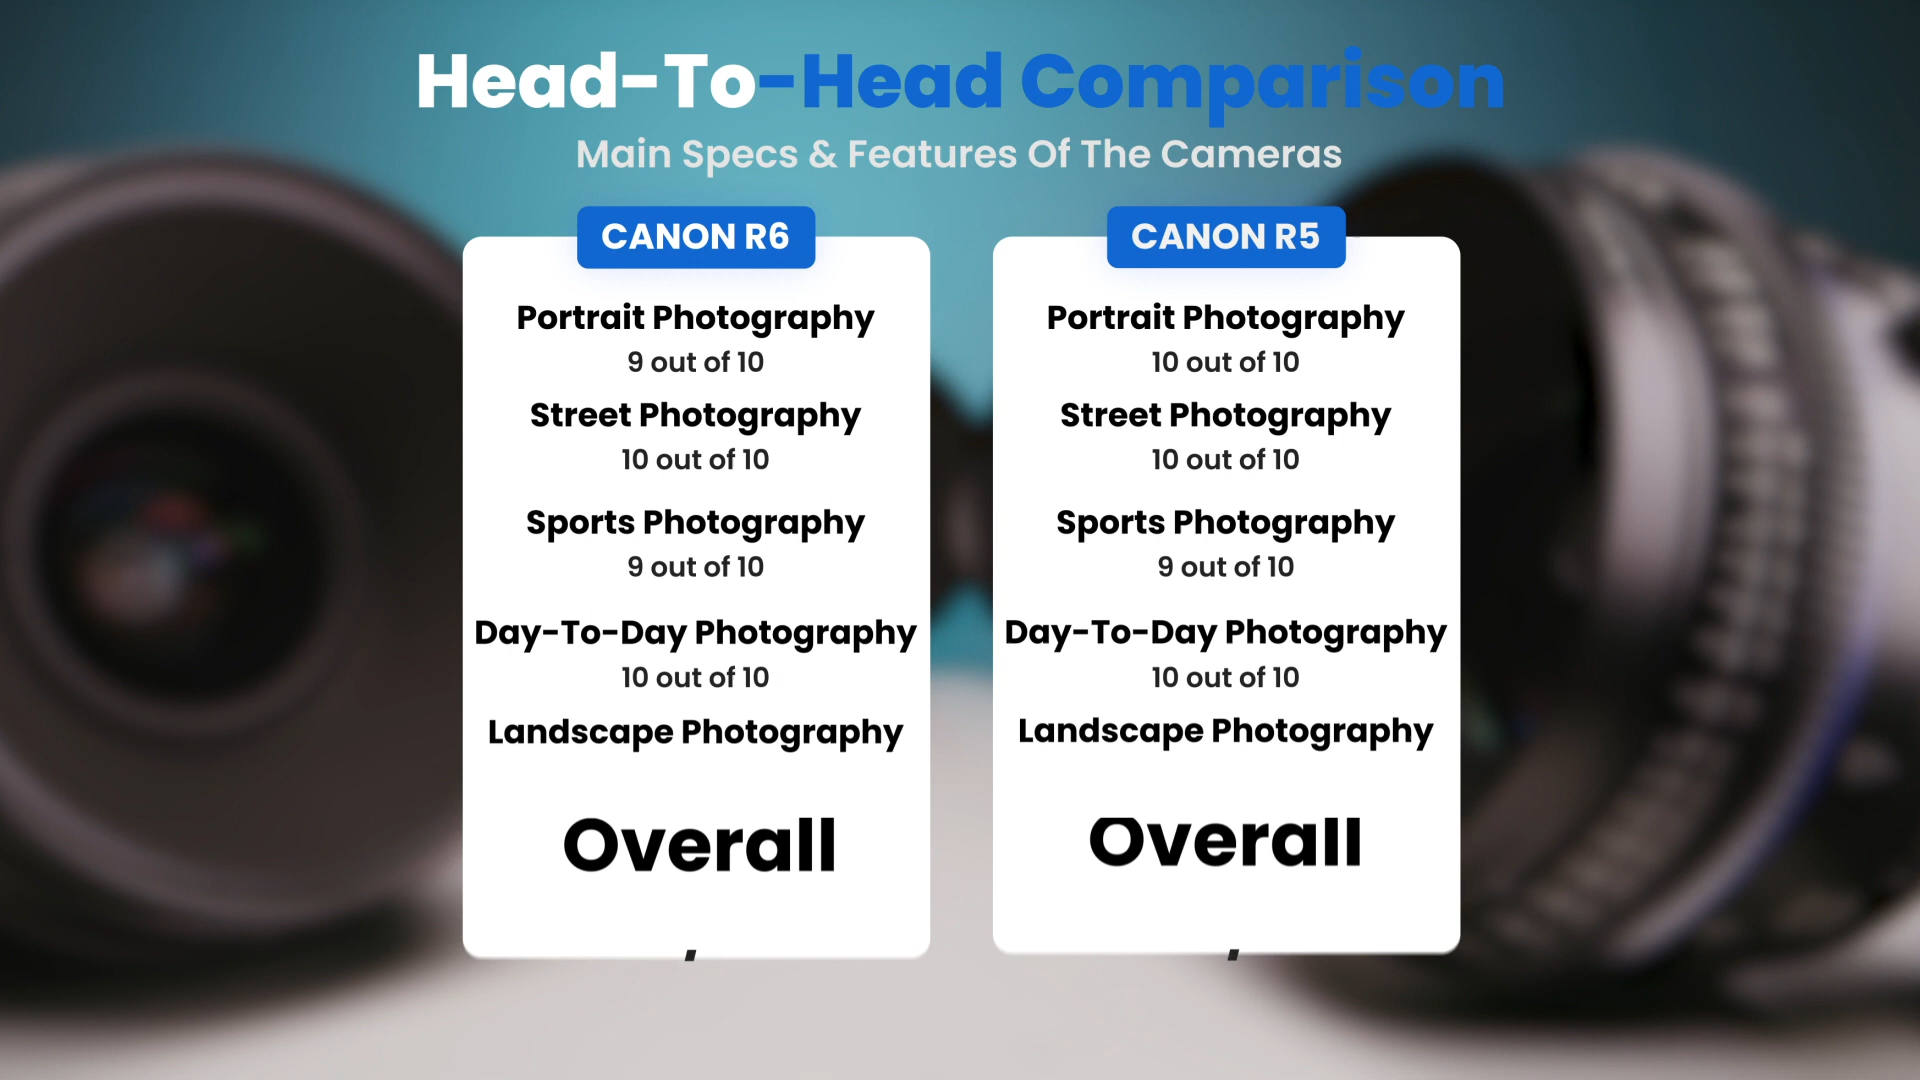 Head-To-Head Comparison
Main Specs & Features Of The Cameras
CANON R6
Portrait Photography
9 out of 10
Street Photography
10 out of 10
Sports Photography
9 out of 10
Day-To-Day Photography
10 out of 10
Landscape Photography
Overall
CANON R5
Portrait Photography
10 out of 10
Street Photography
10 out of 10
Sports Photography
9 out of 10
Day-To-Day Photography
10 out of 10
Landscape Photography
Overall